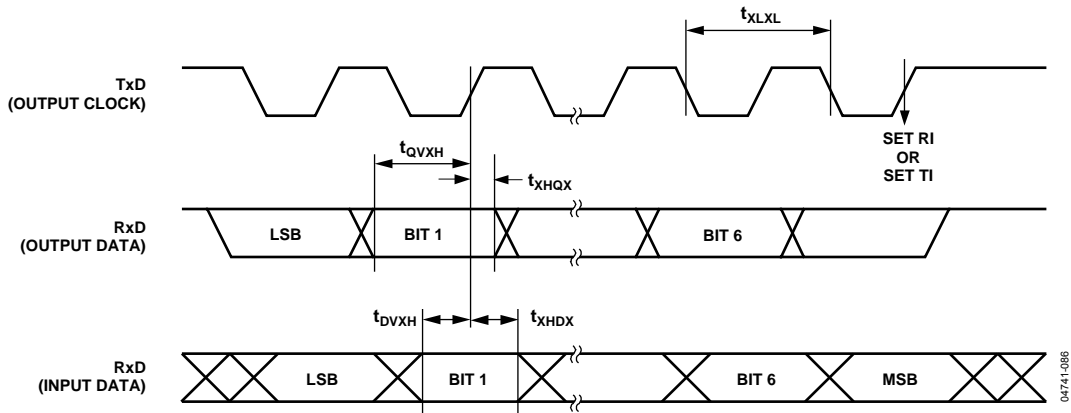 tXLXL
TxD
(OUTPUT CLOCK)
SET RI
OR
SET TI
tQVXH
tXHQX
RxD
(OUTPUT DATA)
LSB
BIT 1
BIT 6
tDVXH
tXHDX
RxD
(INPUT DATA)
LSB
BIT 1
BIT 6
MSB
04741-086